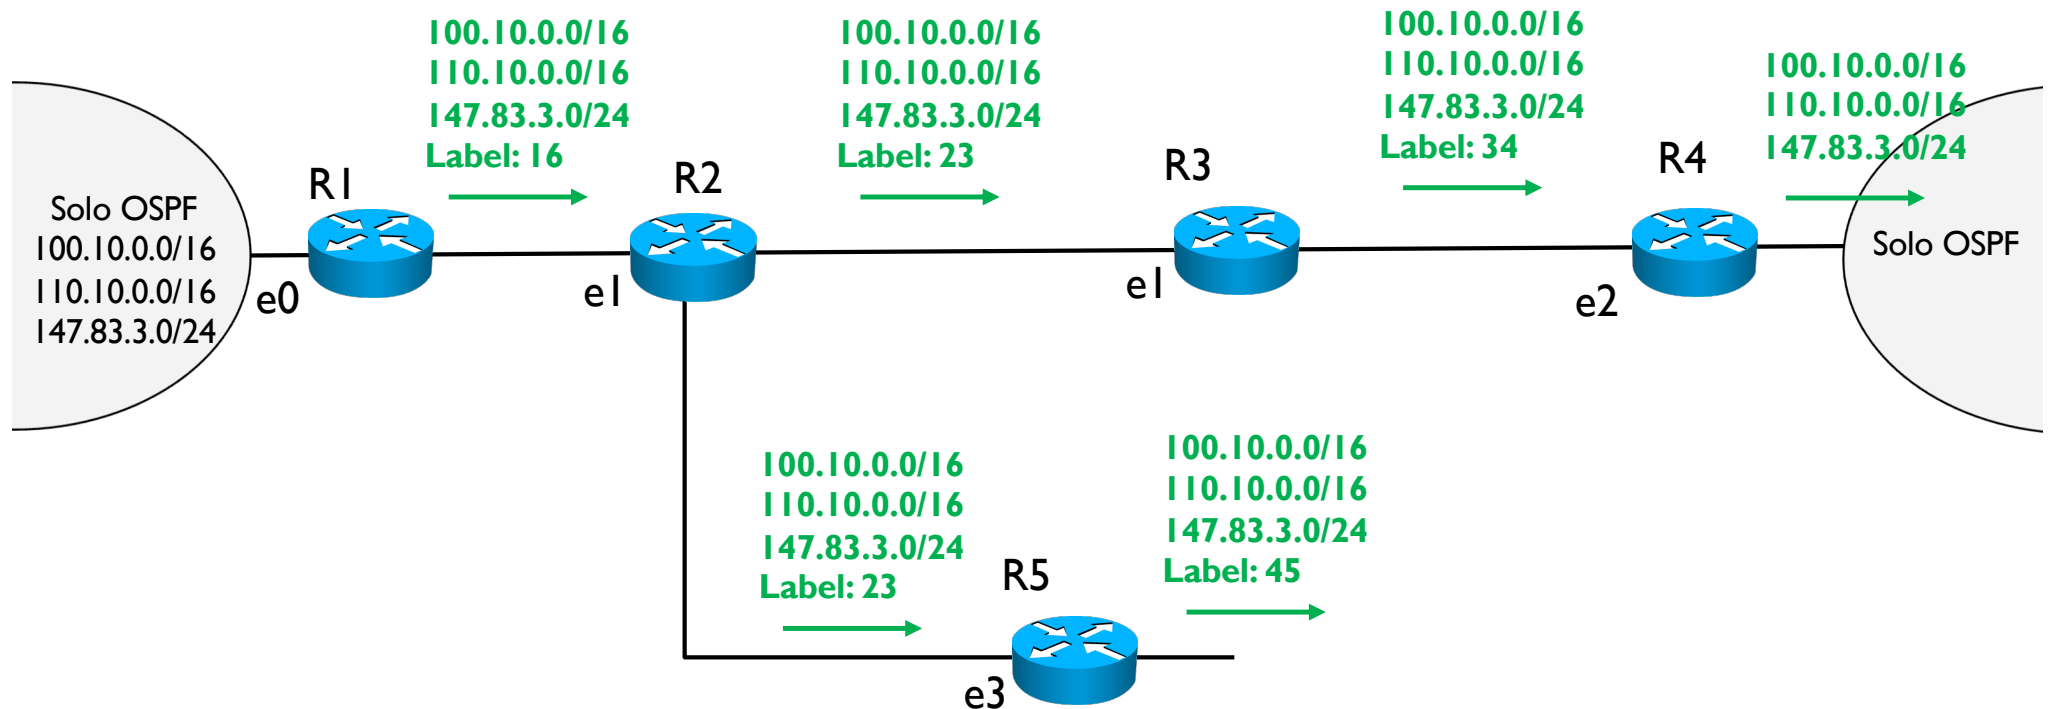 100.10.0.0/16
110.10.0.0/16
147.83.3.0/24
Label: 16
100.10.0.0/16
110.10.0.0/16
147.83.3.0/24
Label: 23
100.10.0.0/16
110.10.0.0/16
147.83.3.0/24
Label: 34
100.10.0.0/16
110.10.0.0/16
147.83.3.0/24
R1
R2
R3
R4
Solo OSPF
100.10.0.0/16
110.10.0.0/16
147.83.3.0/24
Solo OSPF
e0
e1
e1
e2
100.10.0.0/16
110.10.0.0/16
147.83.3.0/24
Label: 23
100.10.0.0/16
110.10.0.0/16
147.83.3.0/24
Label: 45
R5
e3